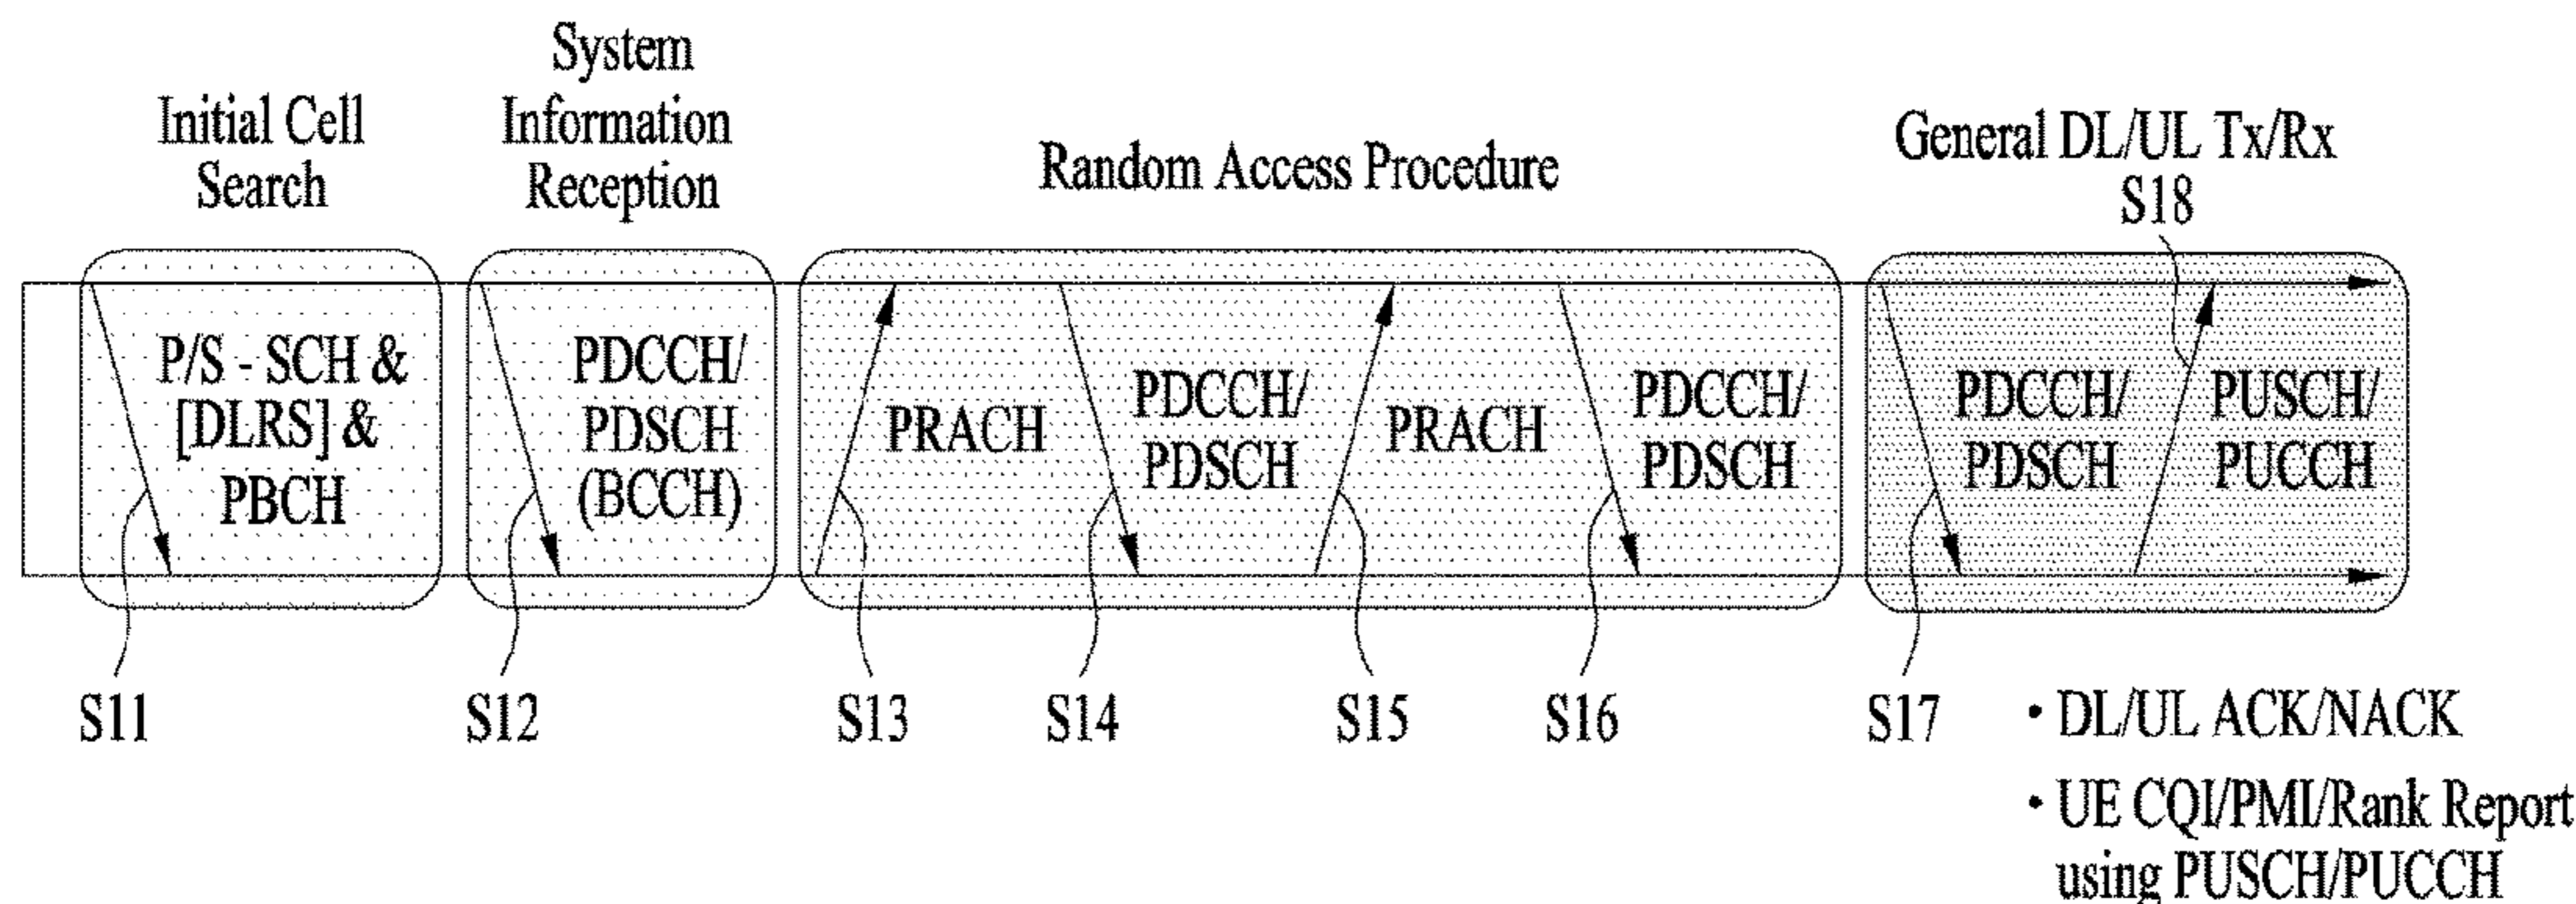 Initial Cell
Search
System
Information
Reception
Random Access Procedure
General DL/UL Tx/Rx
S18
P/S - SCH &
[DLRS] &
PBCH
PDCCH/
PDSCH
(BCCH)
PRACH
PDCCH/
PDSCH
PRACH
PDCCH/
PDSCH
PDCCH/
PDSCH
PUSCH/
PUCCH
S11
S12
S13
S14
S15
S16
S17
• DL/UL ACK/NACK
• UE CQI/PMI/Rank Report
using PUSCH/PUCCH